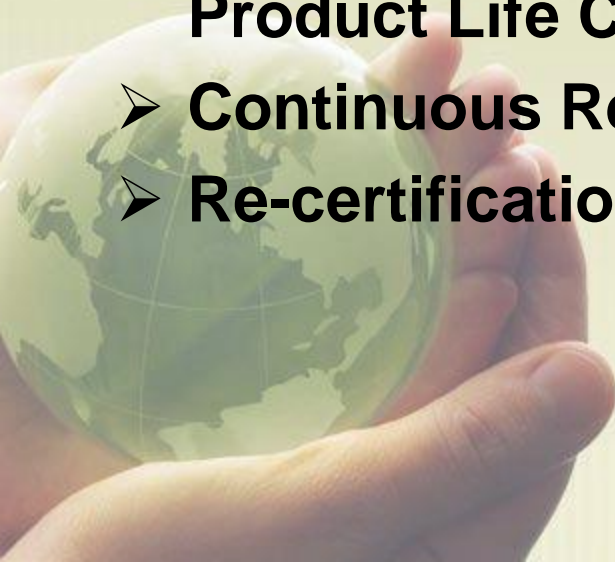 Product Life C
➢ Continuous Re
➢ Re-certificatio